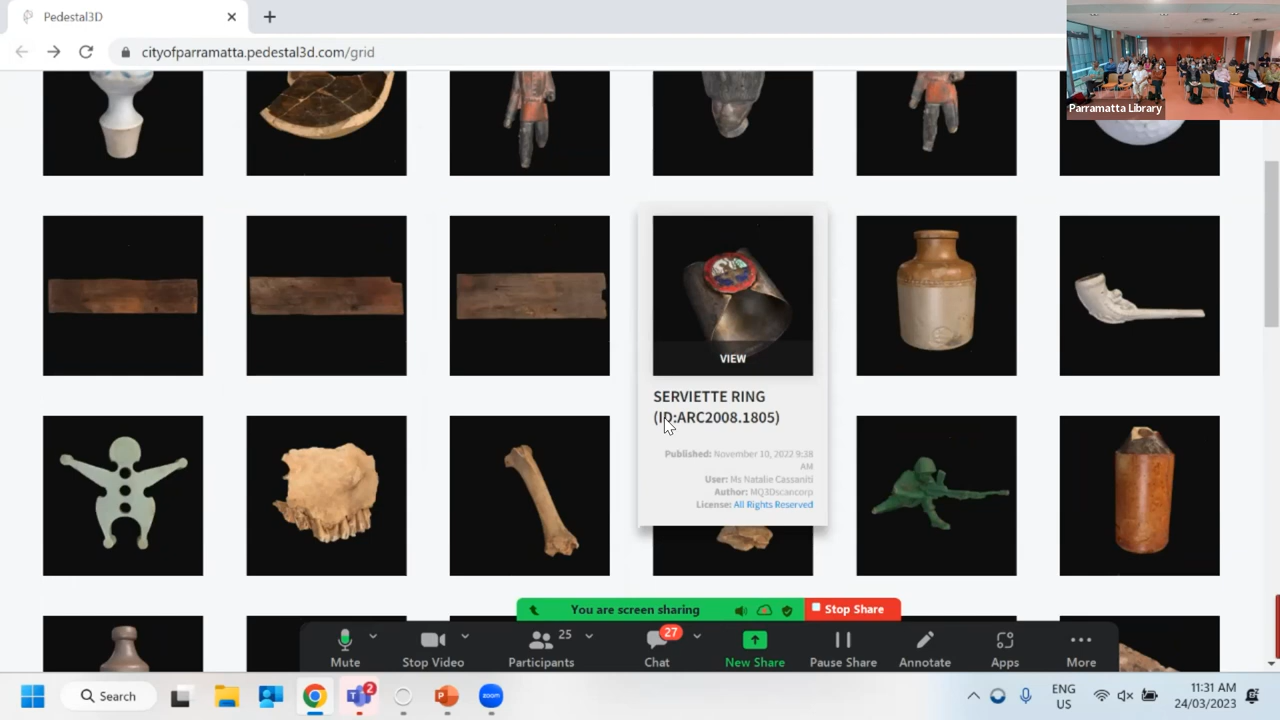 Pedestal3D
cityofparramatta.pedestal3d.com/grid
Parramatta Library
VIEW
SERVIETTE RING
(ID:ARC2008.1805)
Published: November 10, 2022 9:38
AM
User: Ms Natalie Cassaniti
Author: MQ3Dscancorp
License: All Rights Reserved
You are screen sharing
Stop Share
25
27
Mute
Stop Video
Participants
Chat
New Share
Pause Share
Annotate
Apps
More
Search
2
zoom
ENG
US
11:31 AM
24/03/2023